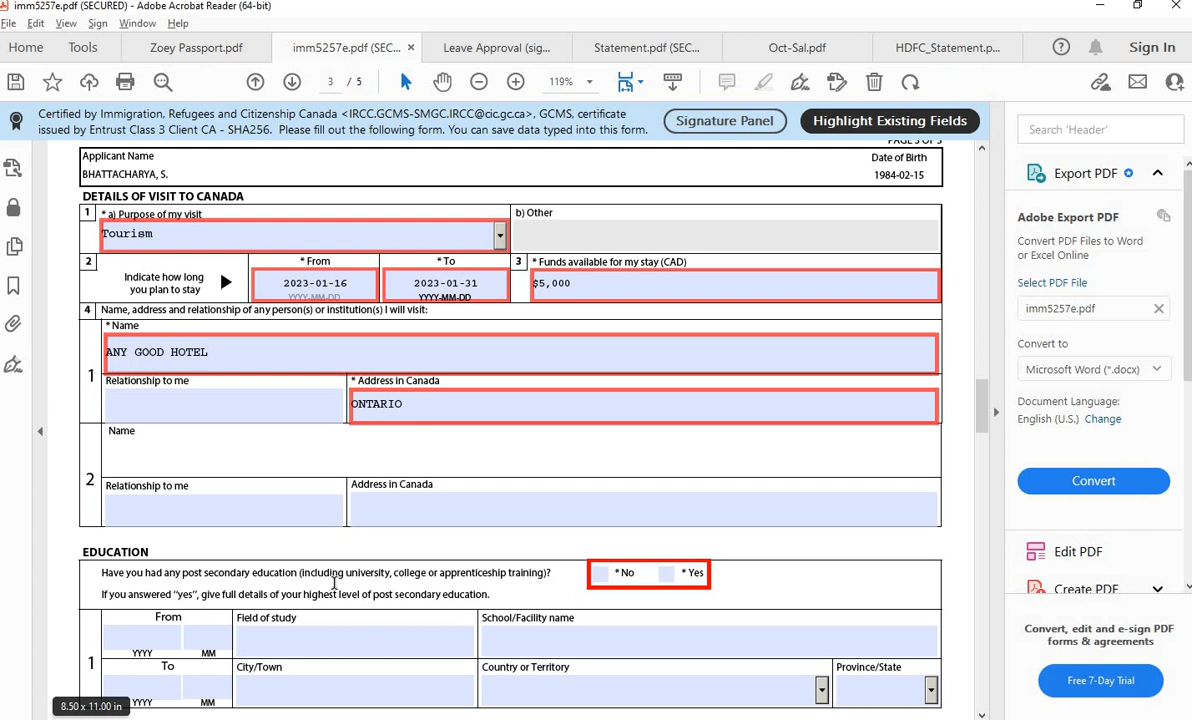 imm5257e.pdf (SECURED) - Adobe Acrobat Reader (64-bit)
File Edit View Sign Window Help
Home Tools Zoey Passport.pdf imm5257e.pdf (SEC... × Leave Approval (sig... Statement.pdf (SEC... Oct-Sal.pdf HDFC_Statement.p... Sign In
3 / 5 119%
Certified by Immigration, Refugees and Citizenship Canada <IRCC.GCMS-SMGC.IRCC@cic.gc.ca>, GCMS, certificate
issued by Entrust Class 3 Client CA - SHA256. Please fill out the following form. You can save data typed into this form.
Signature Panel
Highlight Existing Fields
PAGE 3 OF 5
Applicant Name
BHATTACHARYA, S.
Date of Birth
1984-02-15
DETAILS OF VISIT TO CANADA
1 * a) Purpose of my visit
Tourism
b) Other
2 Indicate how long
you plan to stay
* From
2023-01-16
YYYY-MM-DD
* To
2023-01-31
YYYY-MM-DD
3 * Funds available for my stay (CAD)
$5,000
4 Name, address and relationship of any person(s) or institution(s) I will visit:
1
* Name
ANY GOOD HOTEL
Relationship to me
* Address in Canada
ONTARIO
2
Name
Relationship to me
Address in Canada
EDUCATION
Have you had any post secondary education (including university, college or apprenticeship training)?
* No * Yes
If you answered "yes", give full details of your highest level of post secondary education.
1
From
YYYY MM
Field of study
School/Facility name
To
YYYY MM
City/Town
Country or Territory
Province/State
8.50 x 11.00 in
Search 'Header'
Export PDF
Adobe Export PDF
Convert PDF Files to Word
or Excel Online
Select PDF File
imm5257e.pdf
Convert to
Microsoft Word (*.docx)
Document Language:
English (U.S.) Change
Convert
Edit PDF
Create PDF
Convert, edit and e-sign PDF
forms & agreements
Free 7-Day Trial